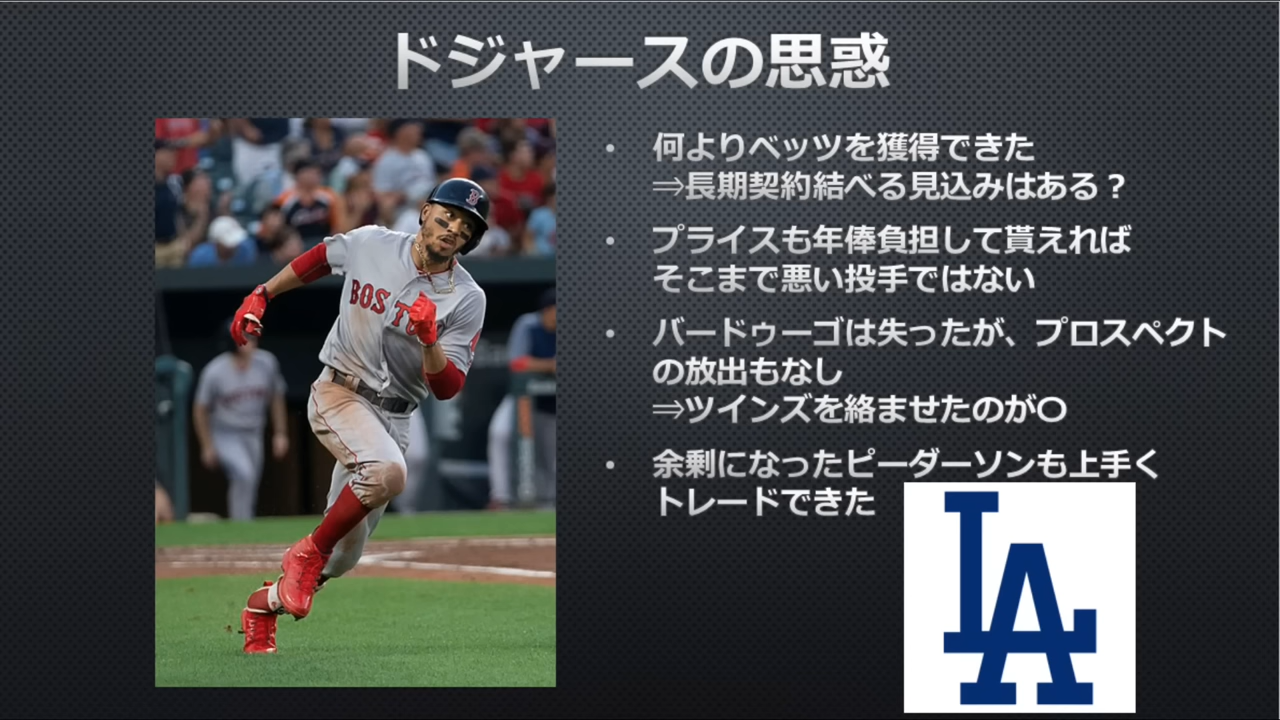 ドジャースの思惑
• 何よりベッツを獲得できた
⇒長期契約結べる見込みはある？
• プライスも年俸負担して貰えれば
そこまで悪い投手ではない
• バードゥーゴは失ったが、プロスペクト
の放出もなし
⇒ツインズを絡ませたのが〇
• 余剰になったピーダーソンも上手く
トレードできた
B
BOSTO
LA